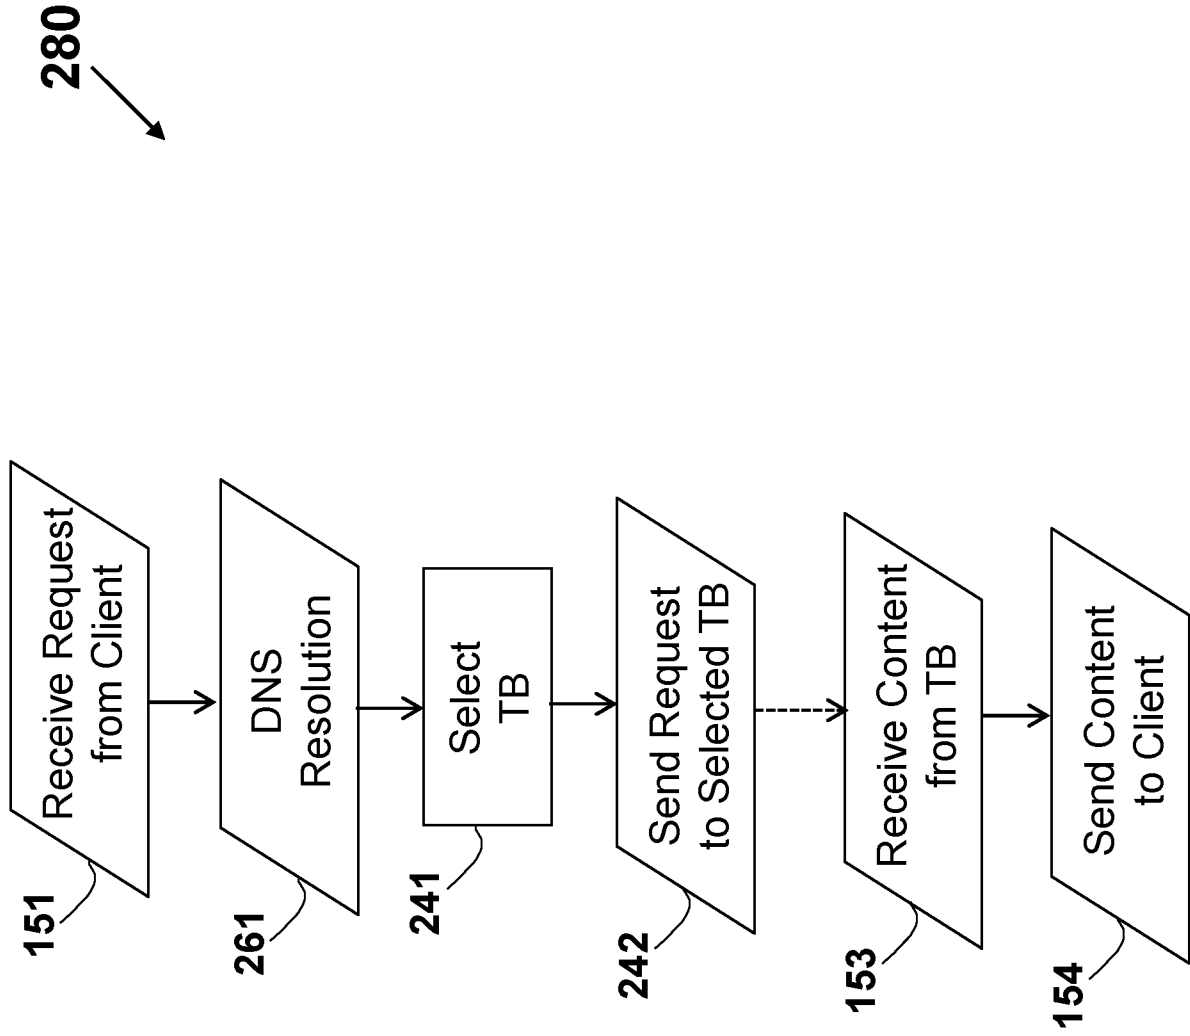 280
151
Receive Request
from Client
261
DNS
Resolution
241
Select
TB
242
Send Request
to Selected TB
153
Receive Content
from TB
154
Send Content
to Client